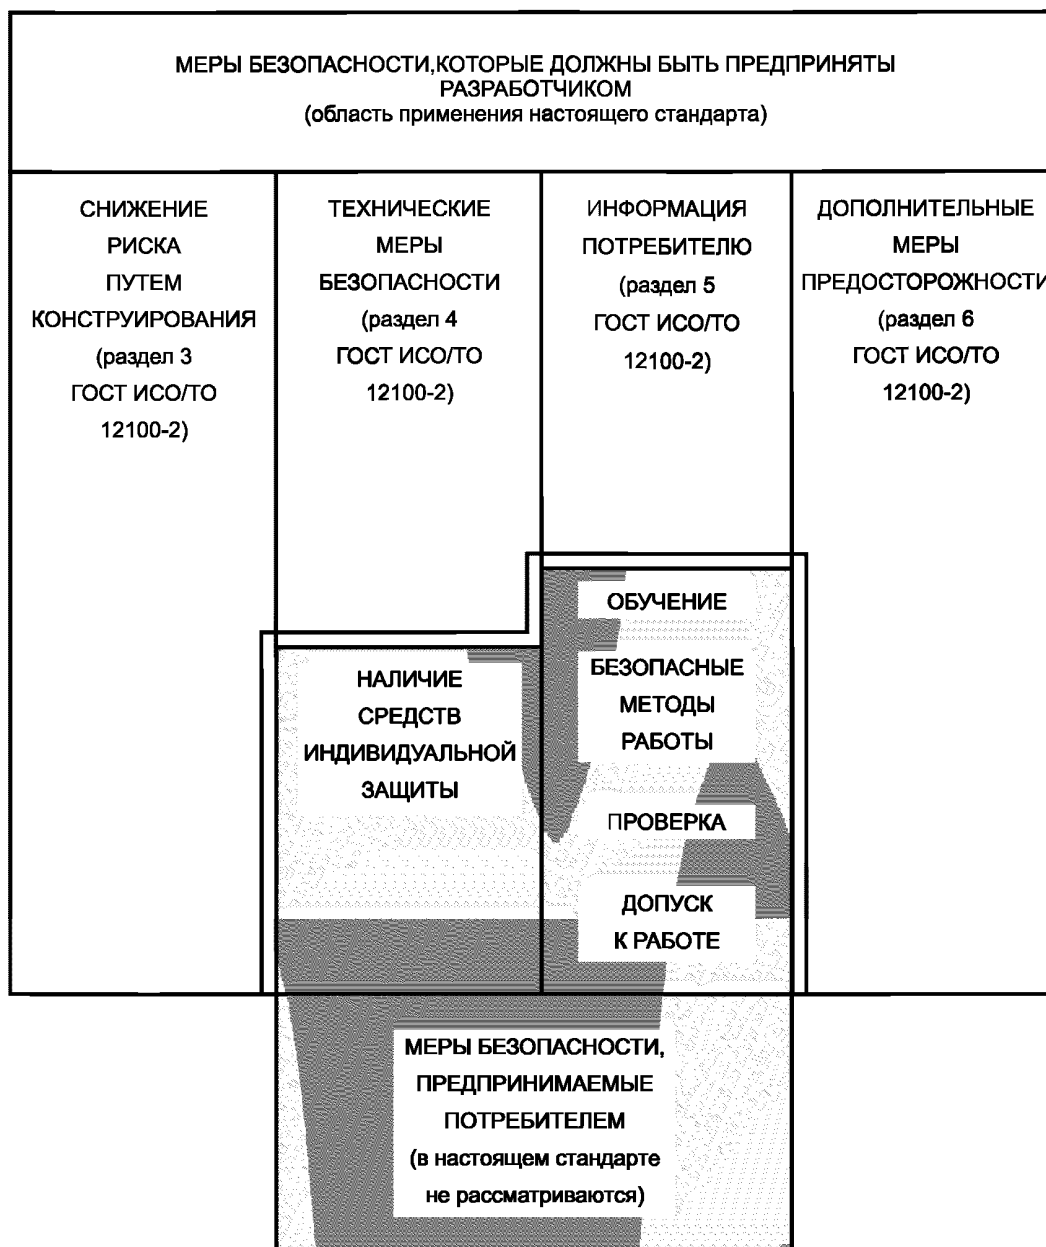 МЕРЫ БЕЗОПАСНОСТИ,КОТОРЫЕ ДОЛЖНЫ БЫТЬ ПРЕДПРИНЯТЫ
РАЗРАБОТЧИКОМ
(область применения настоящего стандарта)
СНИЖЕНИЕ
РИСКА
ПУТЕМ
КОНСТРУИРОВАНИЯ
(раздел 3
ГОСТ ИСО/ТО
12100-2)
ТЕХНИЧЕСКИЕ
МЕРЫ
БЕЗОПАСНОСТИ
(раздел 4
ГОСТ ИСО/ТО
12100-2)
ИНФОРМАЦИЯ
ПОТРЕБИТЕЛЮ
(раздел 5
ГОСТ ИСО/ТО
12100-2)
ДОПОЛНИТЕЛЬНЫЕ
МЕРЫ
ПРЕДОСТОРОЖНОСТИ
(раздел 6
ГОСТ ИСО/ТО
12100-2)
НАЛИЧИЕ
СРЕДСТВ
ИНДИВИДУАЛЬНОЙ
ЗАЩИТЫ
ОБУЧЕНИЕ
БЕЗОПАСНЫЕ
МЕТОДЫ
РАБОТЫ
ПРОВЕРКА
ДОПУСК
К РАБОТЕ
МЕРЫ БЕЗОПАСНОСТИ,
ПРЕДПРИНИМАЕМЫЕ
ПОТРЕБИТЕЛЕМ
(в настоящем стандарте
не рассматриваются)